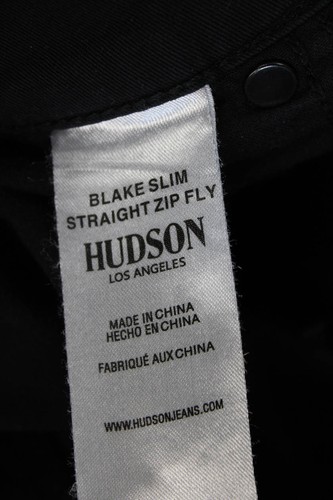 BLAKE SLIM
STRAIGHT ZIP FLY
HUDSON
LOS ANGELES
MADE IN CHINA
HECHO EN CHINA
FABRIQUÉ AUX CHINA
WWW.HUDSONJEANS.COM